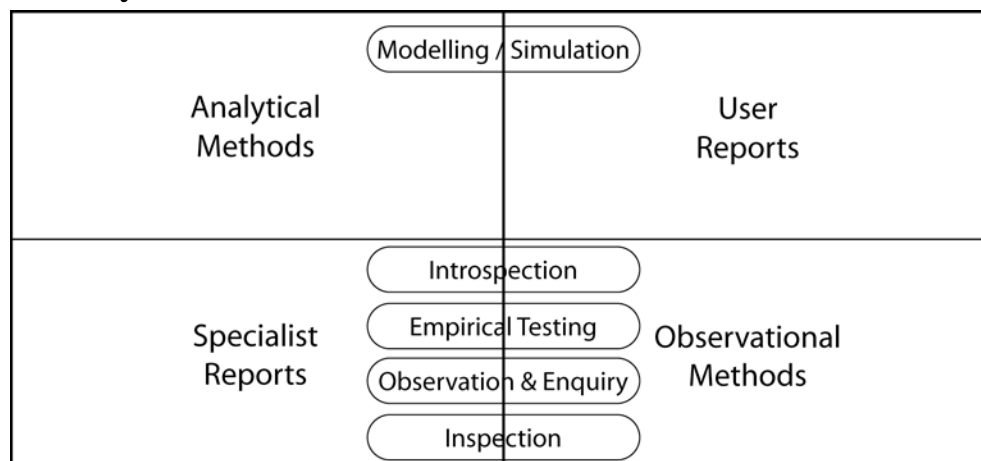 Modelling / Simulation
Analytical
Methods
User
Reports
Introspection
Empirical Testing
Specialist
Reports
Observational
Methods
Observation & Enquiry
Inspection